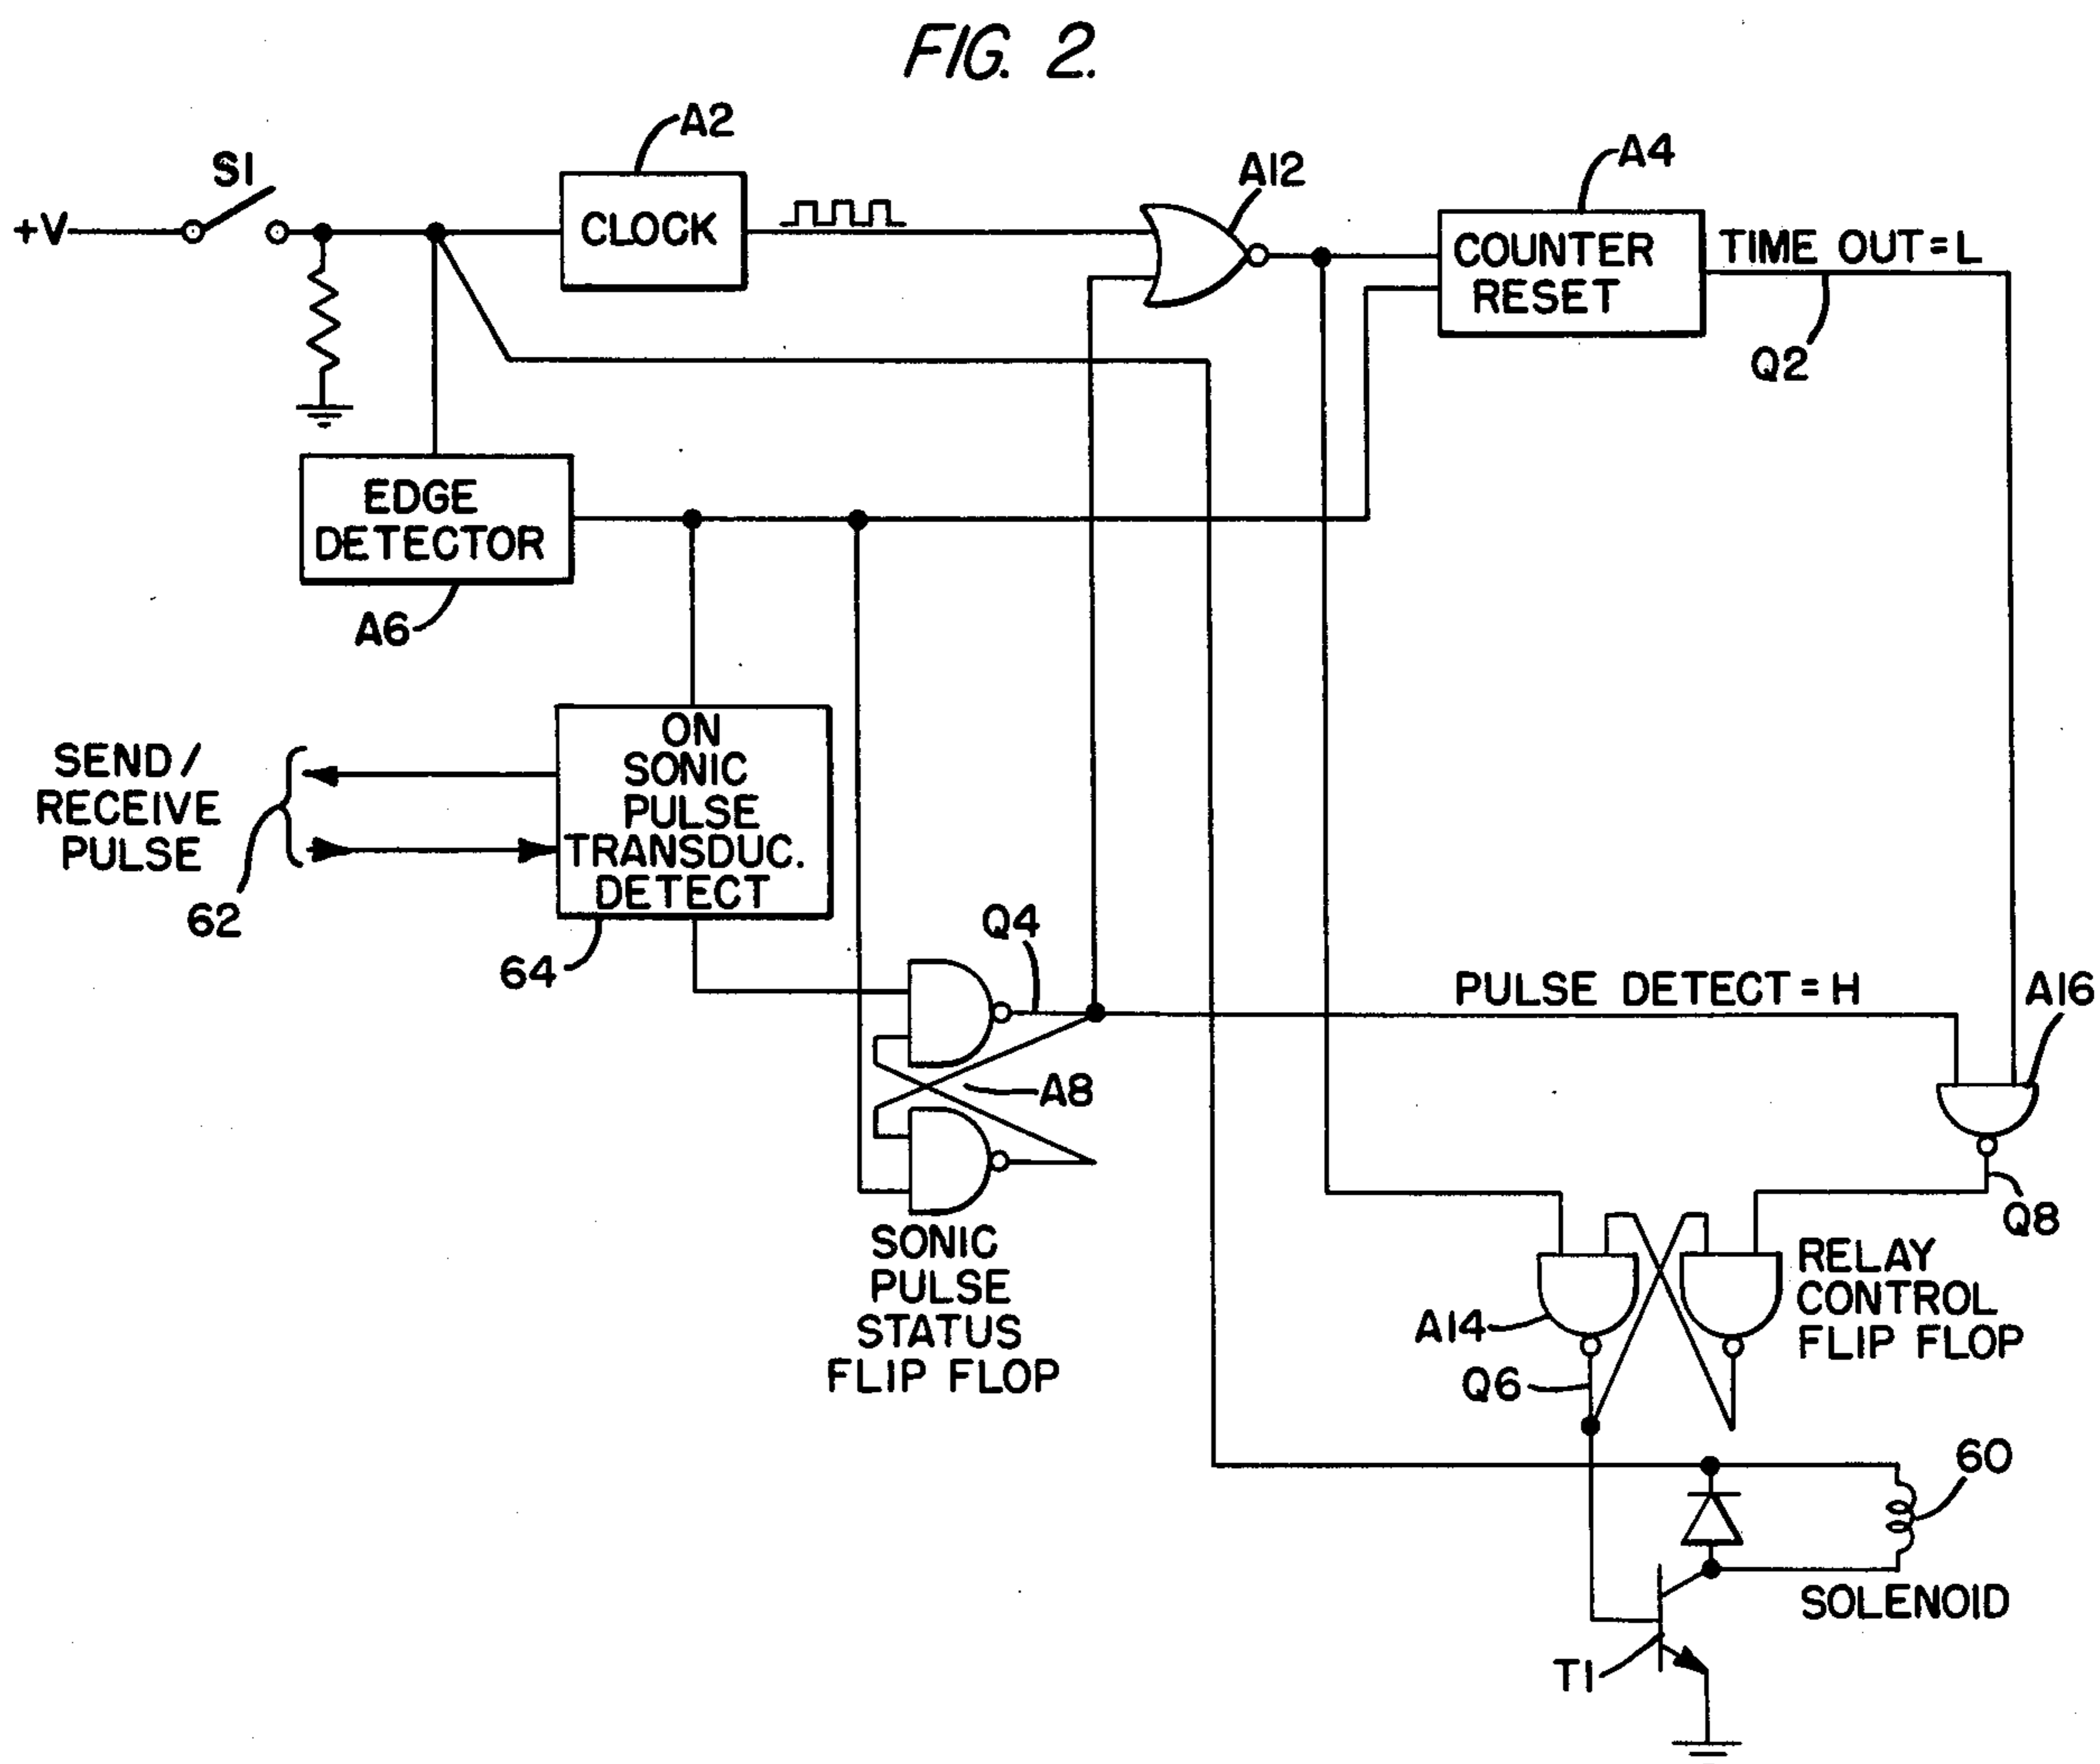 FIG. 2.
A2
S1
A12
A4
+V
CLOCK
COUNTER
RESET
TIME OUT = L
Q2
EDGE
DETECTOR
A6
SEND/
RECEIVE
PULSE
62
ON
SONIC
PULSE
TRANSDUC.
DETECT
64
Q4
PULSE DETECT = H
A16
A8
Q8
SONIC
PULSE
STATUS
FLIP FLOP
A14
RELAY
CONTROL
FLIP FLOP
Q6
60
SOLENOID
T1